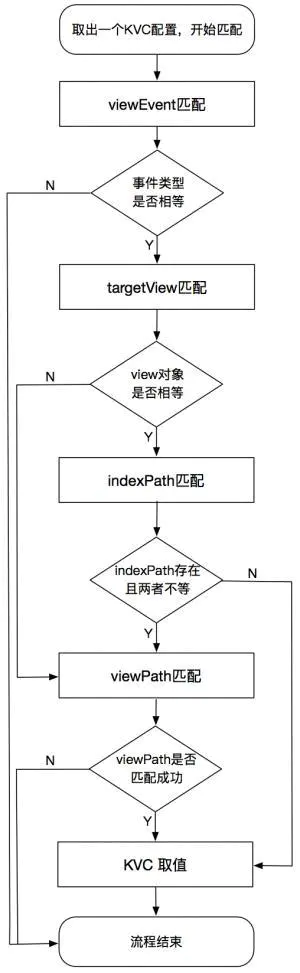 取出一个KVC配置，开始匹配
viewEvent匹配
N
事件类型
是否相等
Y
targetView匹配
N
view对象
是否相等
Y
indexPath匹配
indexPath存在
且两者不等
N
Y
viewPath匹配
N
viewPath是否
匹配成功
Y
KVC 取值
流程结束